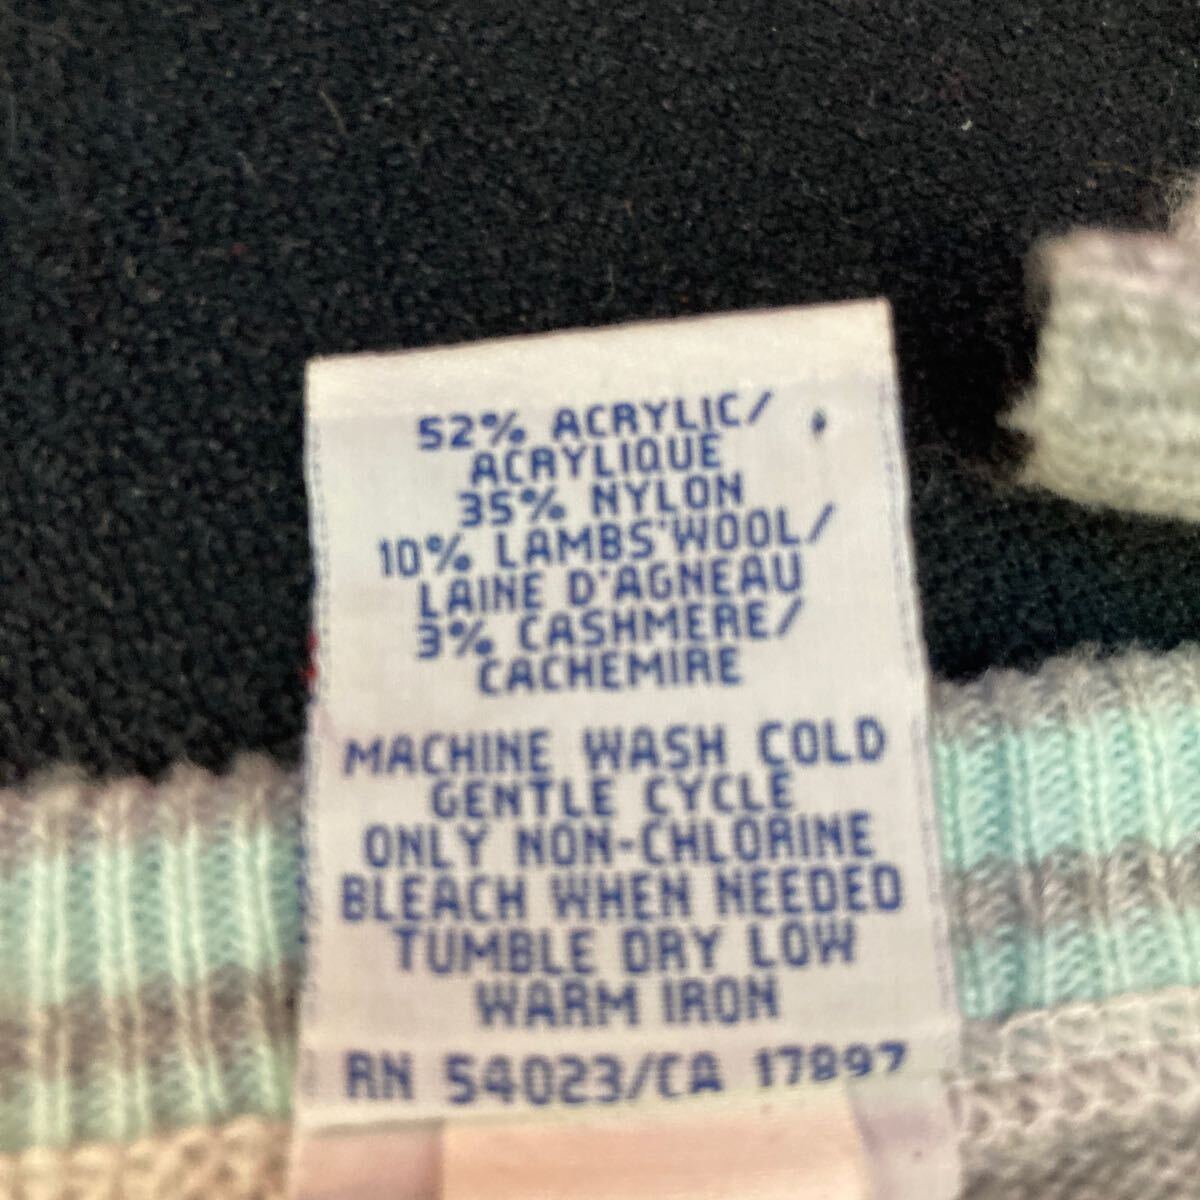 52% ACRYLIC/
ACRYLIQUE
35% NYLON
10% LAMBS'WOOL/
LAINE D'AGNEAU
3% CASHMERE/
CACHEMIRE
MACHINE WASH COLD
GENTLE CYCLE
ONLY NON-CHLORINE
BLEACH WHEN NEEDED
TUMBLE DRY LOW
WARM IRON
RN 54023/CA 17897